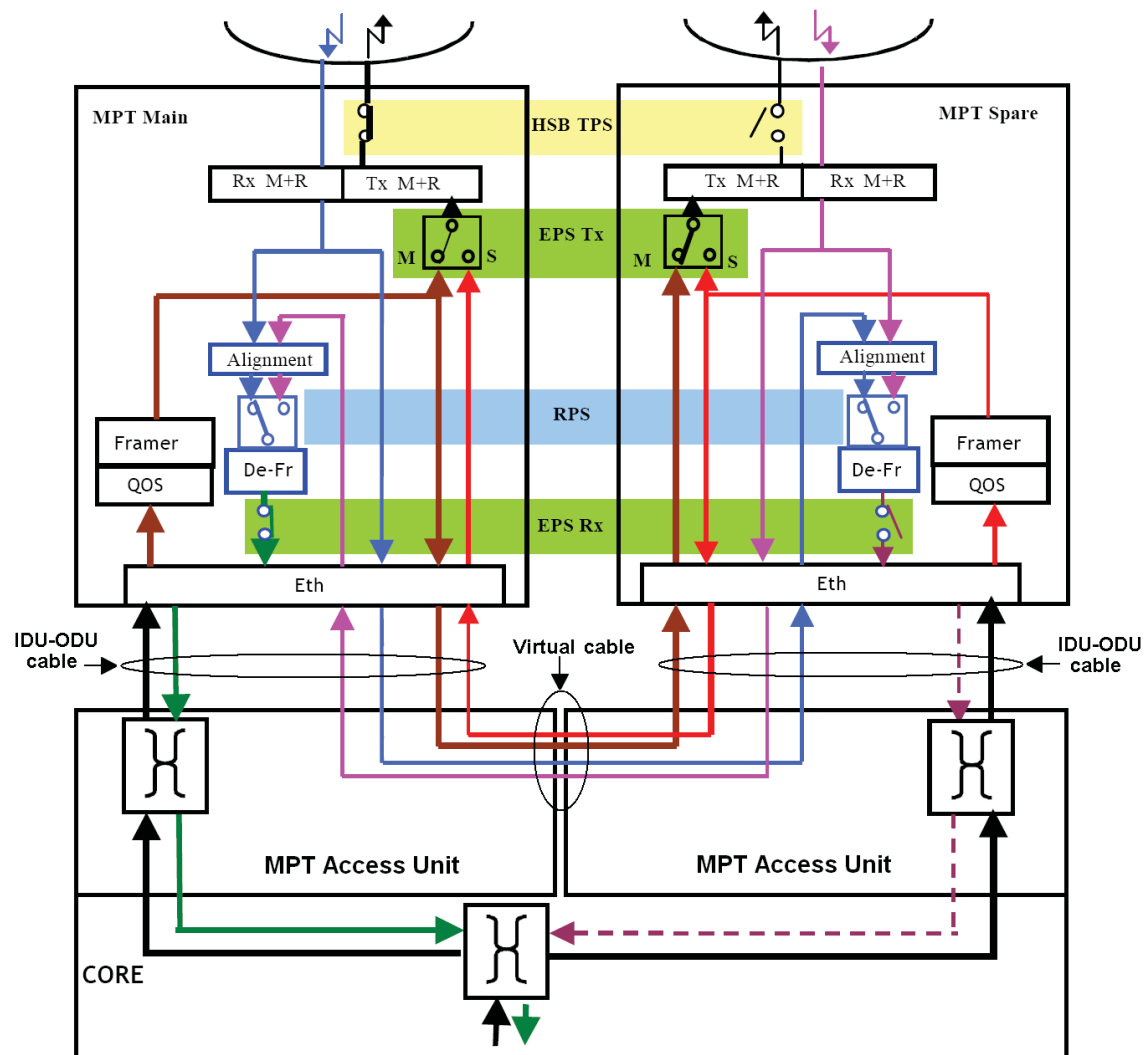 MPT Main
HSB TPS
MPT Spare
Rx M+R
Tx M+R
Tx M+R
Rx M+R
EPS Tx
M
S
M
S
Alignment
Alignment
RPS
Framer
QOS
De-Fr
De-Fr
Framer
QOS
EPS Rx
Eth
Eth
IDU-ODU
cable
Virtual cable
IDU-ODU
cable
MPT Access Unit
MPT Access Unit
CORE